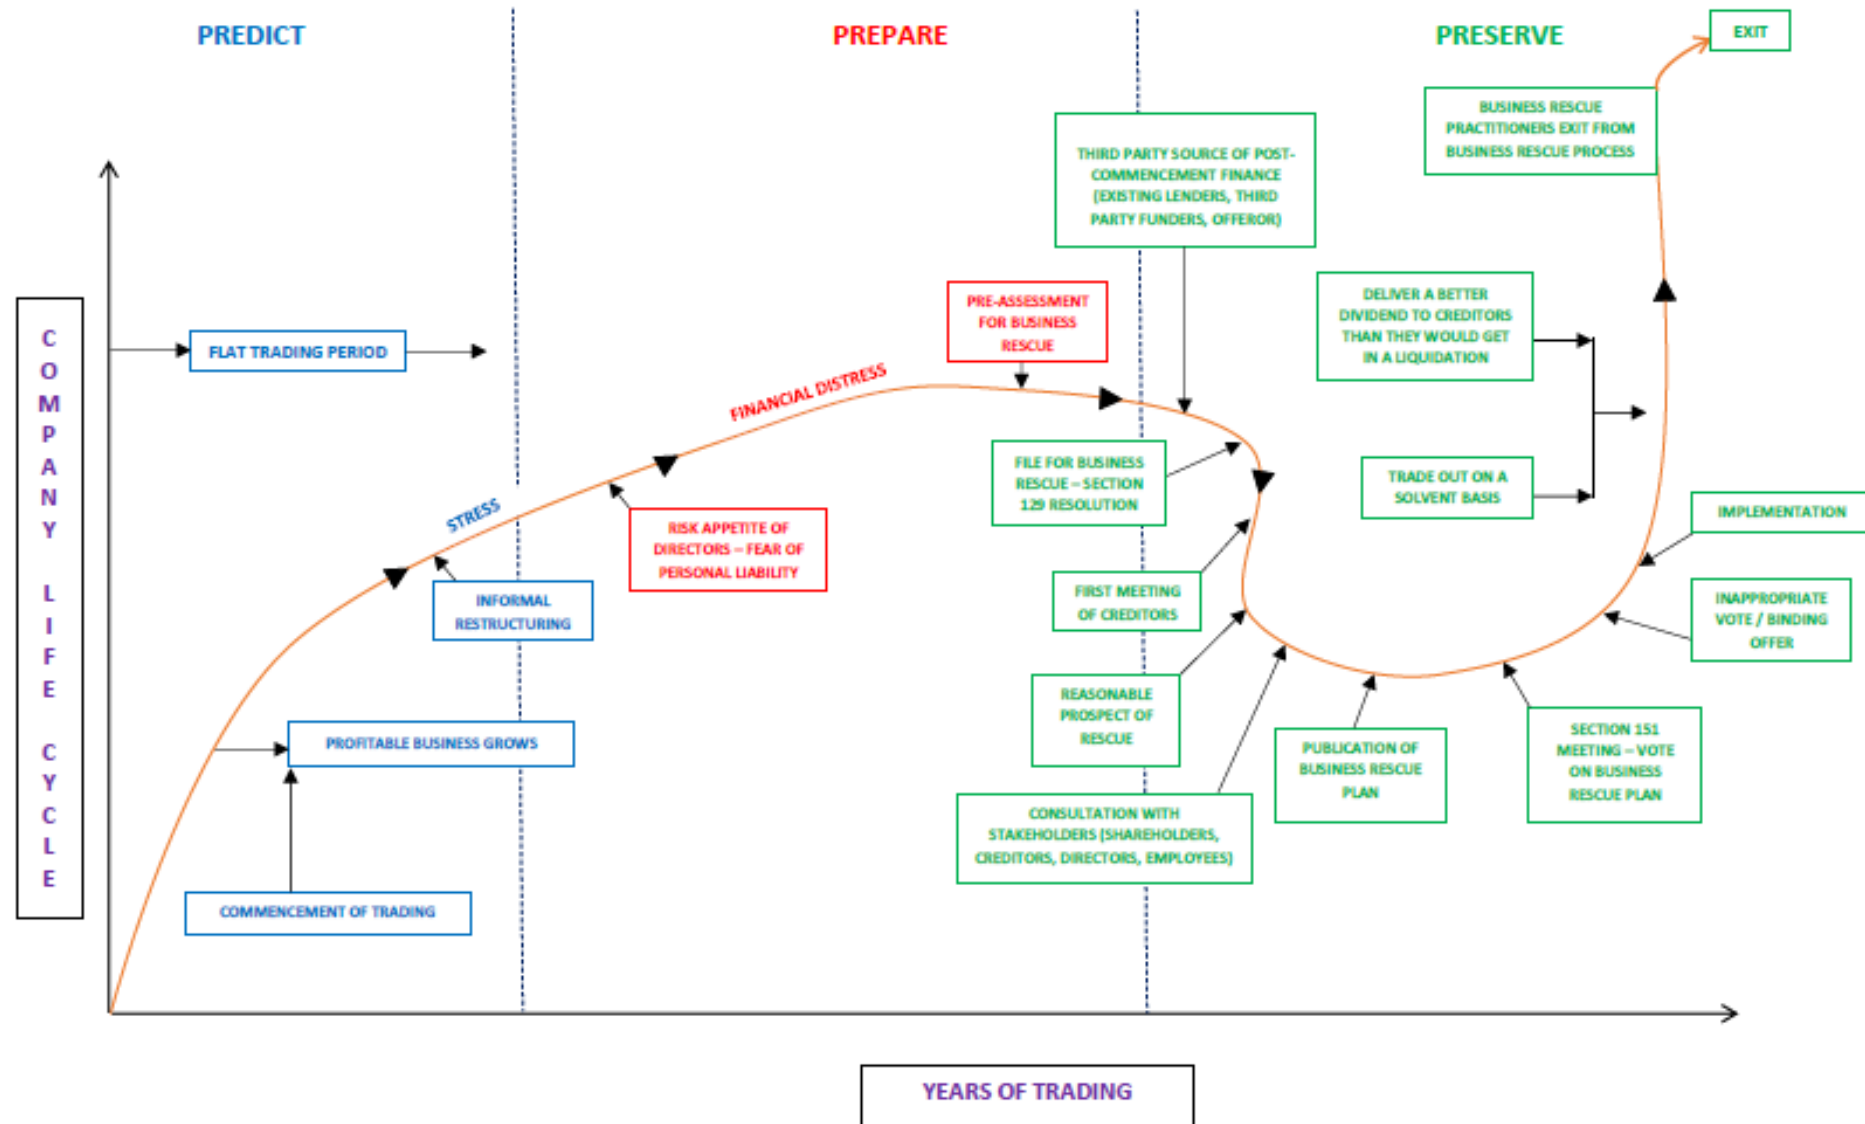 PREDICT
PREPARE
PRESERVE
EXIT
BUSINESS RESCUE
PRACTITIONERS EXIT FROM
BUSINESS RESCUE PROCESS
THIRD PARTY SOURCE OF POST-
COMMENCEMENT FINANCE
(EXISTING LENDERS, THIRD
PARTY FUNDERS, OFFEROR)
PRE-ASSESSMENT
FOR BUSINESS
RESCUE
DELIVER A BETTER
DIVIDEND TO CREDITORS
THAN THEY WOULD GET
IN A LIQUIDATION
COMPANY LIFE CYCLE
FLAT TRADING PERIOD
FINANCIAL DISTRESS
STRESS
FILE FOR BUSINESS
RESCUE – SECTION
129 RESOLUTION
TRADE OUT ON A
SOLVENT BASIS
IMPLEMENTATION
RISK APPETITE OF
DIRECTORS – FEAR OF
PERSONAL LIABILITY
INFORMAL
RESTRUCTURING
FIRST MEETING
OF CREDITORS
INAPPROPRIATE
VOTE / BINDING
OFFER
REASONABLE
PROSPECT OF
RESCUE
PROFITABLE BUSINESS GROWS
PUBLICATION OF
BUSINESS RESCUE
PLAN
SECTION 151
MEETING – VOTE
ON BUSINESS
RESCUE PLAN
CONSULTATION WITH
STAKEHOLDERS (SHAREHOLDERS,
CREDITORS, DIRECTORS, EMPLOYEES)
COMMENCEMENT OF TRADING
YEARS OF TRADING